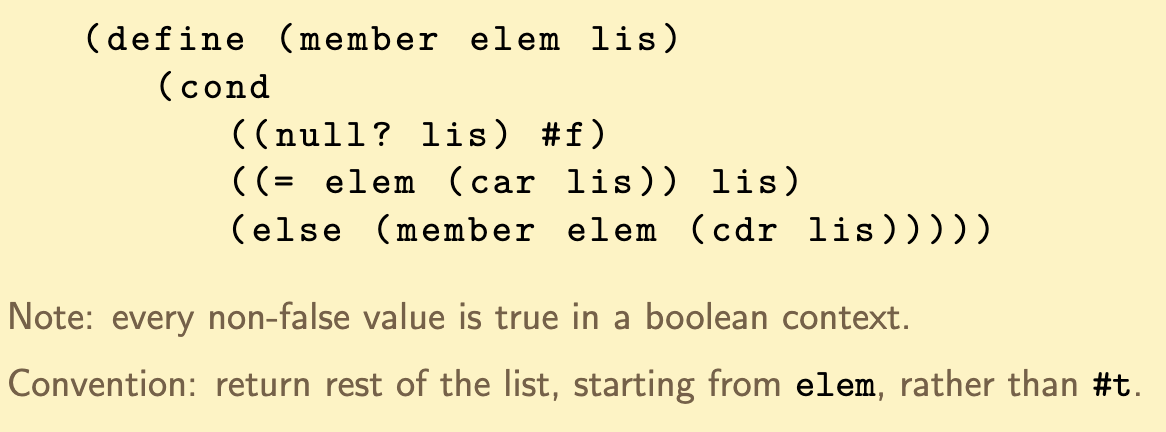 (define (member elem lis)
(cond
((null? lis) #f)
((= elem (car lis)) lis)
(else (member elem (cdr lis)))))
Note: every non-false value is true in a boolean context.
Convention: return rest of the list, starting from elem, rather than #t.